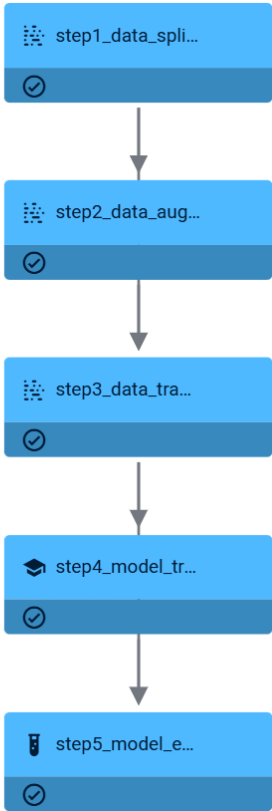 step1_data_spli...
step2_data_aug...
step3_data_tra...
step4_model_tr...
step5_model_e...